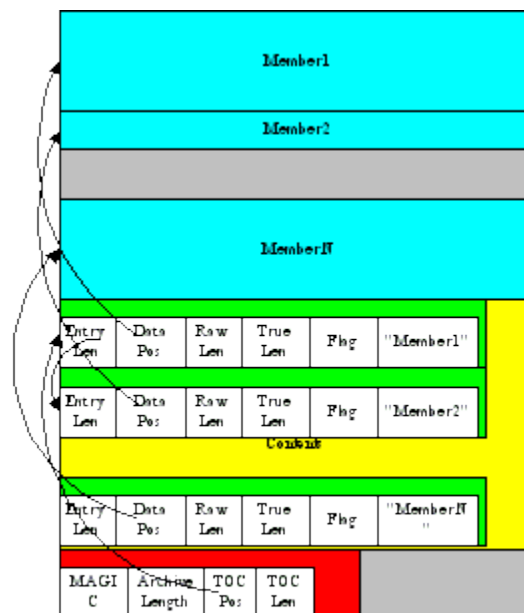 Member1
Member2
MemberN
Entry Data Raw True Flag "Member1"
Len Pos Len Len
Entry Data Raw True Flag "Member2"
Len Pos Len Len
Content
Entry Data Raw True Flag "MemberN
Len Pos Len Len "
MAGI Archive TOC TOC
C Length Pos Len